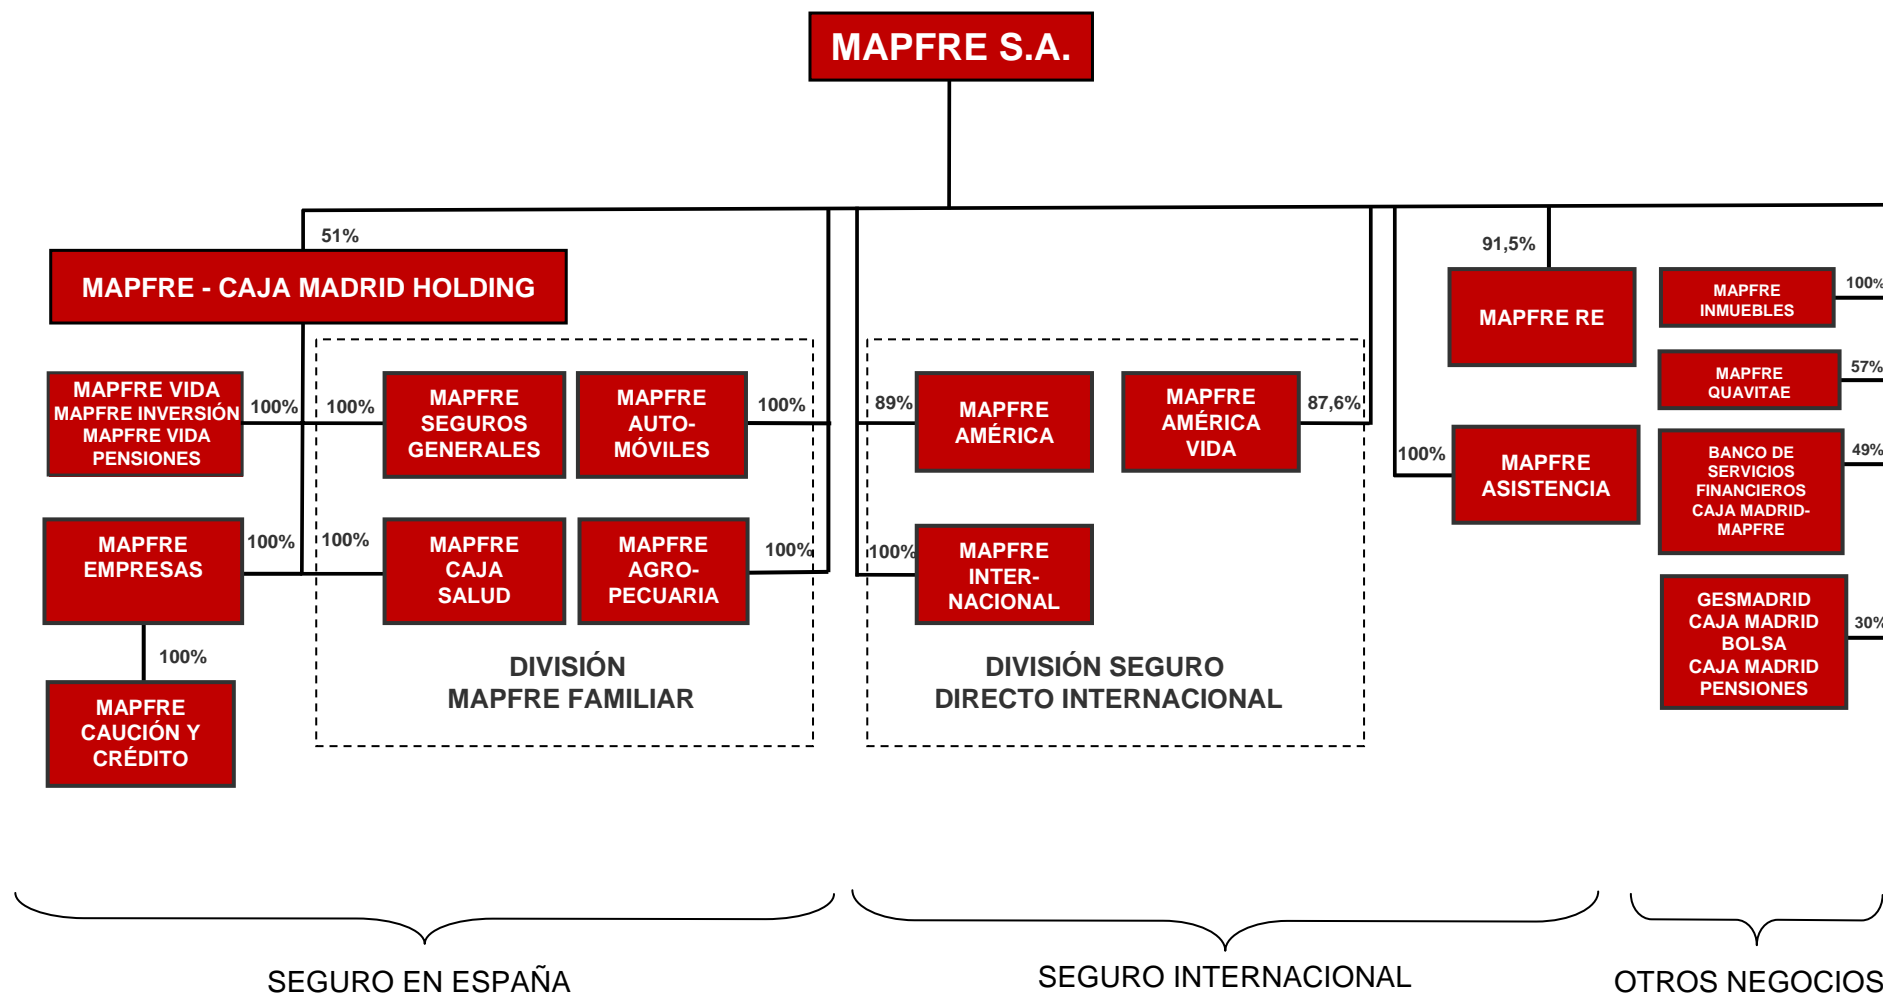 MAPFRE S.A.
51%
MAPFRE - CAJA MADRID HOLDING
MAPFRE VIDA
MAPFRE INVERSIÓN
MAPFRE VIDA
PENSIONES
100%
100%
MAPFRE
SEGUROS
GENERALES
MAPFRE
AUTO-
MÓVILES
100%
MAPFRE
EMPRESAS
100%
100%
MAPFRE
CAJA
SALUD
MAPFRE
AGRO-
PECUARIA
100%
100%
MAPFRE
CAUCIÓN Y
CRÉDITO
DIVISIÓN
MAPFRE FAMILIAR
89%
MAPFRE
AMÉRICA
MAPFRE
AMÉRICA
VIDA
87,6%
100%
MAPFRE
INTER-
NACIONAL
DIVISIÓN SEGURO
DIRECTO INTERNACIONAL
91,5%
MAPFRE RE
100%
MAPFRE
ASISTENCIA
MAPFRE
INMUEBLES
100%
MAPFRE
QUAVITAE
57%
BANCO DE
SERVICIOS
FINANCIEROS
CAJA MADRID-
MAPFRE
49%
GESMADRID
CAJA MADRID
BOLSA
CAJA MADRID
PENSIONES
30%
SEGURO EN ESPAÑA
SEGURO INTERNACIONAL
OTROS NEGOCIOS